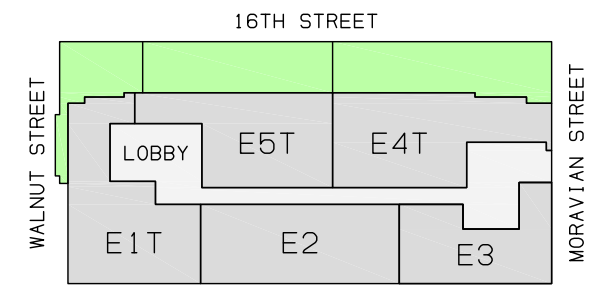 16TH STREET
WALNUT STREET
MORAVIAN STREET
LOBBY
E5T
E4T
E1T
E2
E3